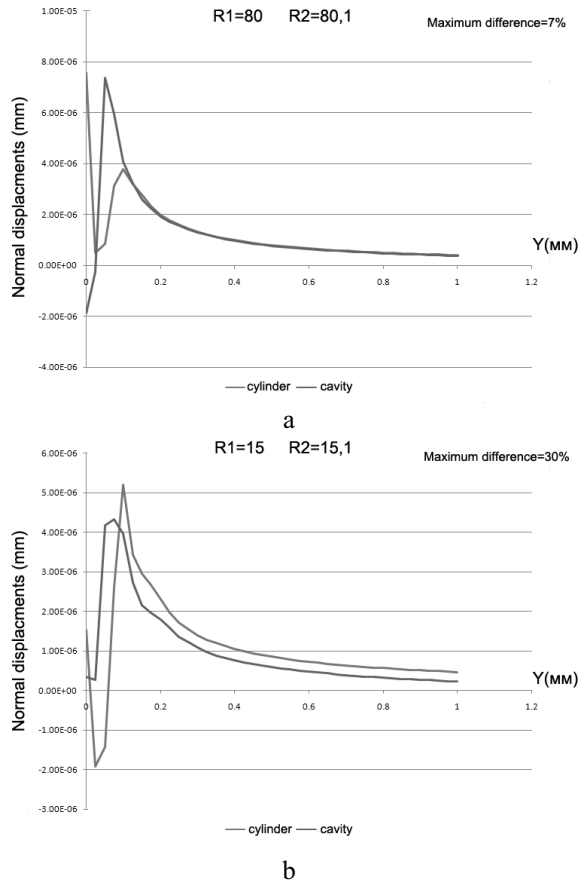 R1=80 R2=80,1
Maximum difference=7%
Normal displacments (mm)
1.00E-05
8.00E-06
6.00E-06
4.00E-06
2.00E-06
0.00E+00
-2.00E-06
-4.00E-06
0 0.2 0.4 0.6 0.8 1 1.2
Y(мм)
cylinder cavity
a
R1=15 R2=15,1
Maximum difference=30%
Normal displacments (mm)
6.00E-06
5.00E-06
4.00E-06
3.00E-06
2.00E-06
1.00E-06
0.00E+00
-1.00E-06
-2.00E-06
-3.00E-06
0 0.2 0.4 0.6 0.8 1 1.2
Y(мм)
cylinder cavity
b